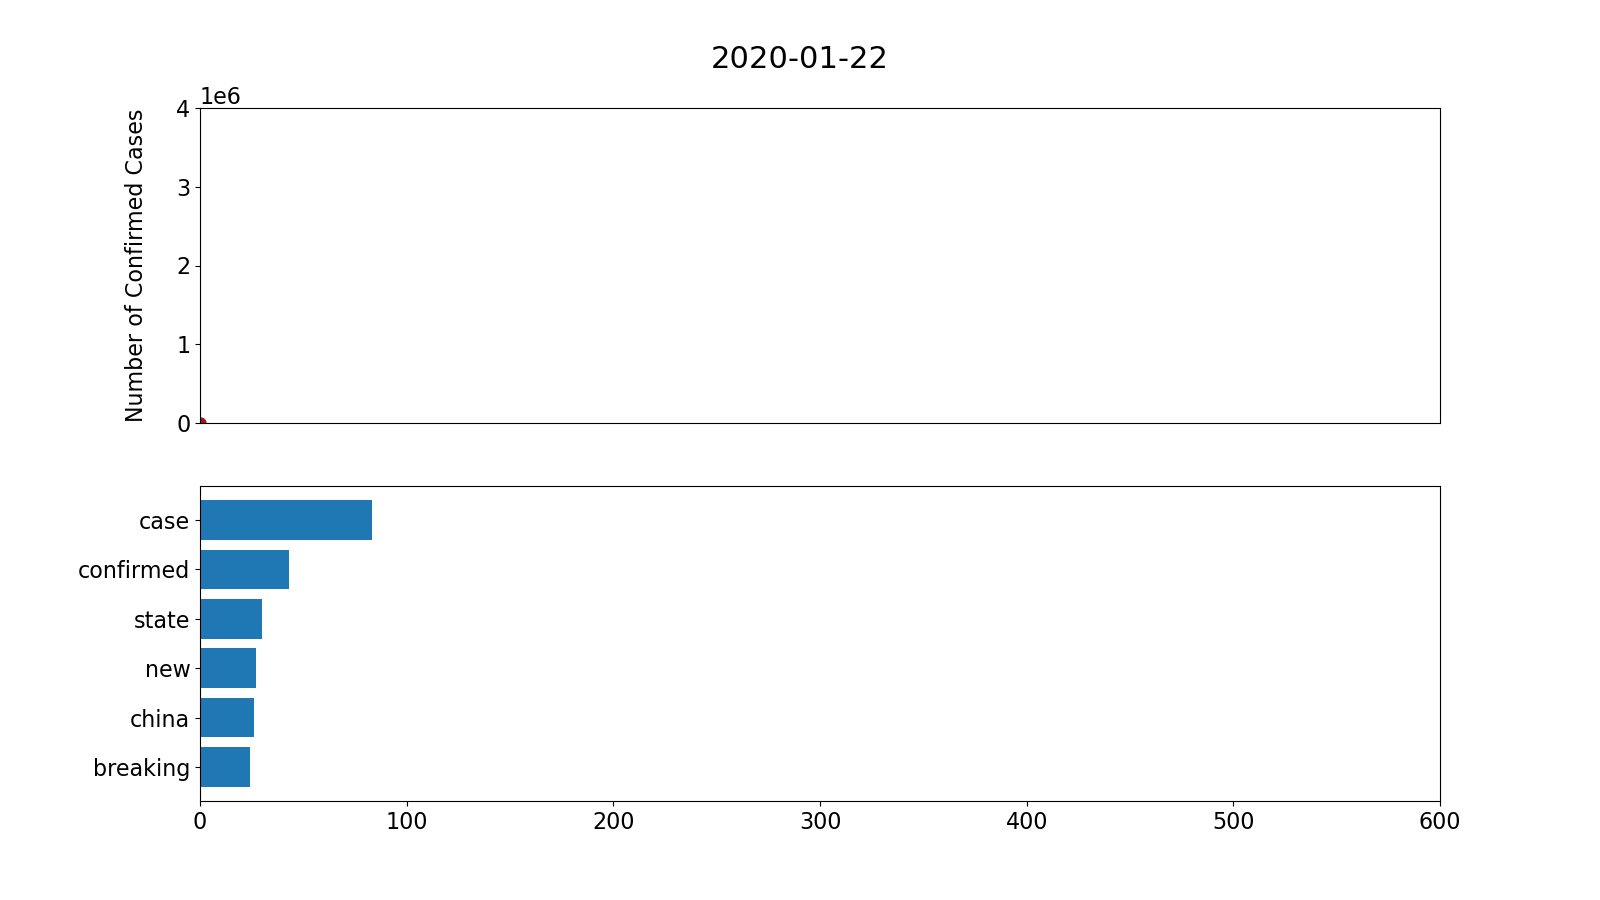 2020-01-22
1e6
Number of Confirmed Cases
4
3
2
1
0
case
confirmed
state
new
china
breaking
0 100 200 300 400 500 600